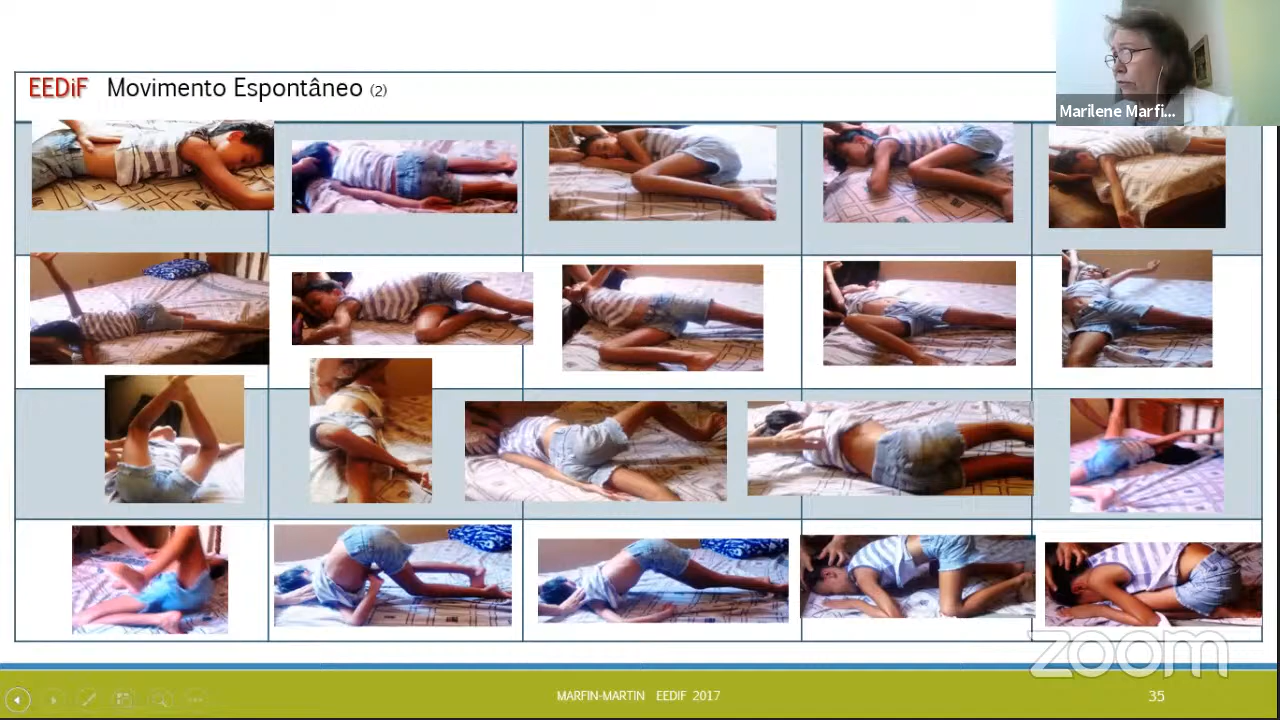 EEDiF Movimento Espontâneo (2)
Marilene Marfi...
zoom
MARFIN-MARTIN EEDIF 2017
35